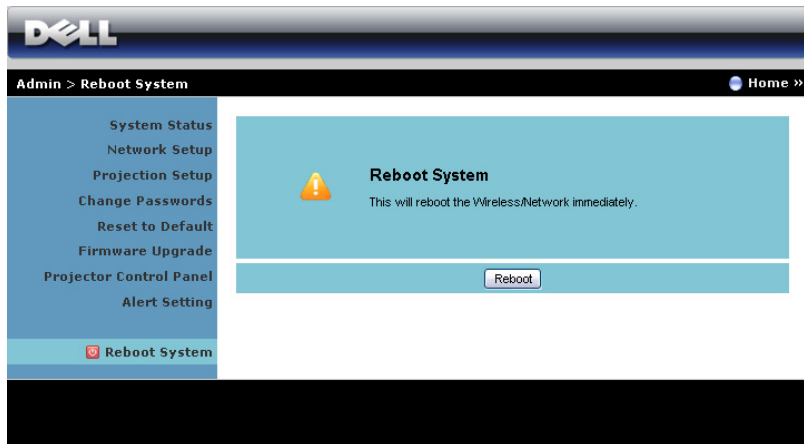 DELL
Admin > Reboot System
Home »
System Status
Network Setup
Projection Setup
Change Passwords
Reset to Default
Firmware Upgrade
Projector Control Panel
Alert Setting
Reboot System
Reboot System
This will reboot the Wireless/Network immediately.
Reboot